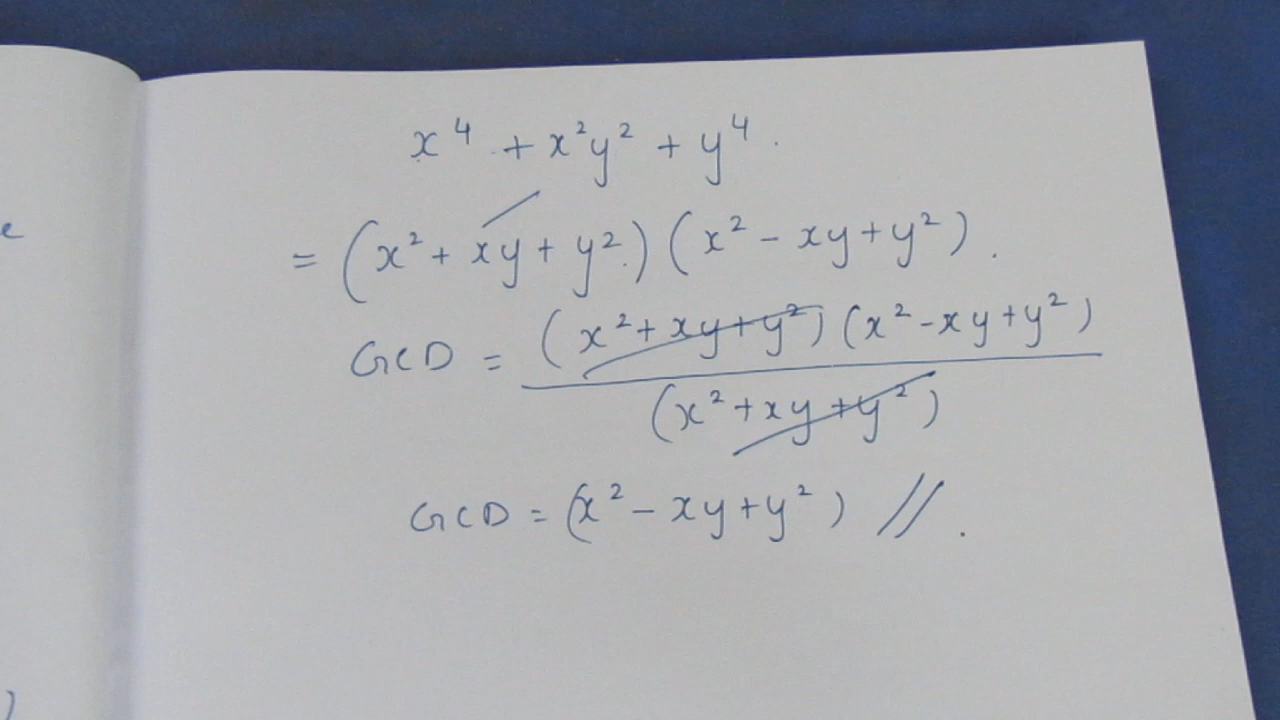 x⁴ + x²y² + y⁴.
= (x² + xy + y²) (x² - xy + y²).
GCD = (x² + xy + y²) (x² - xy + y²)
(x² + xy + y²)
GCD = (x² - xy + y²) //.